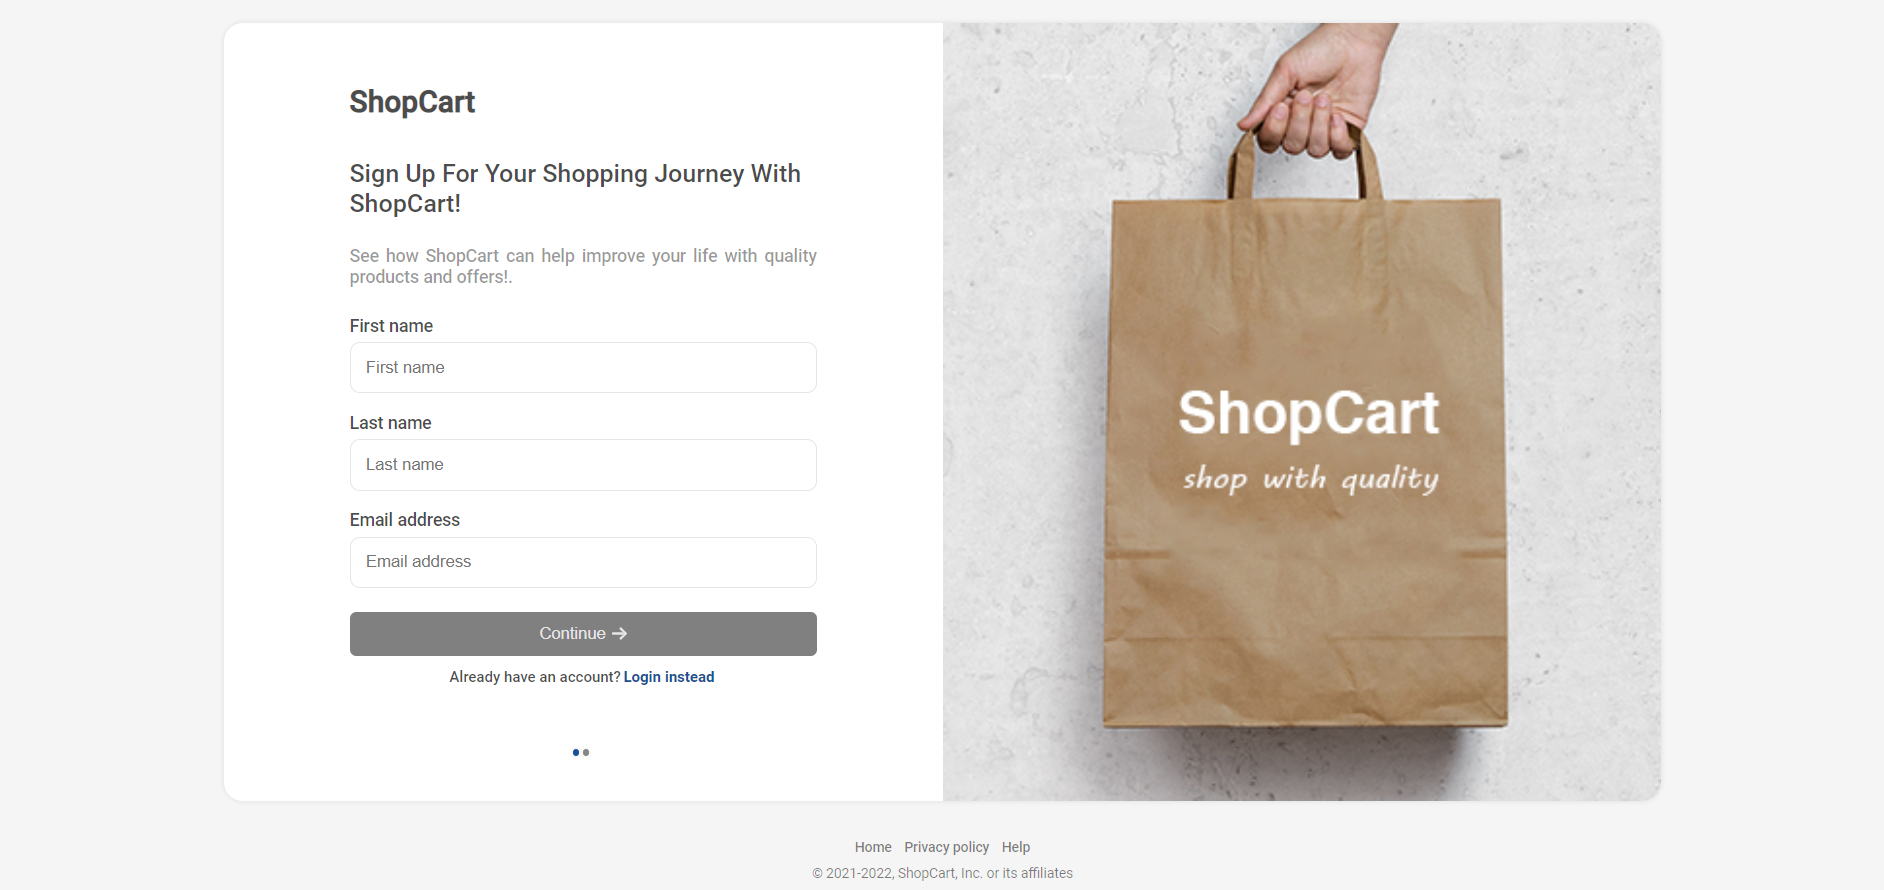 ShopCart
Sign Up For Your Shopping Journey With
ShopCart!
See how ShopCart can help improve your life with quality
products and offers!.
First name
First name
Last name
Last name
Email address
Email address
Continue →
Already have an account? Login instead
ShopCart
shop with quality
Home Privacy policy Help
© 2021-2022, ShopCart, Inc. or its affiliates